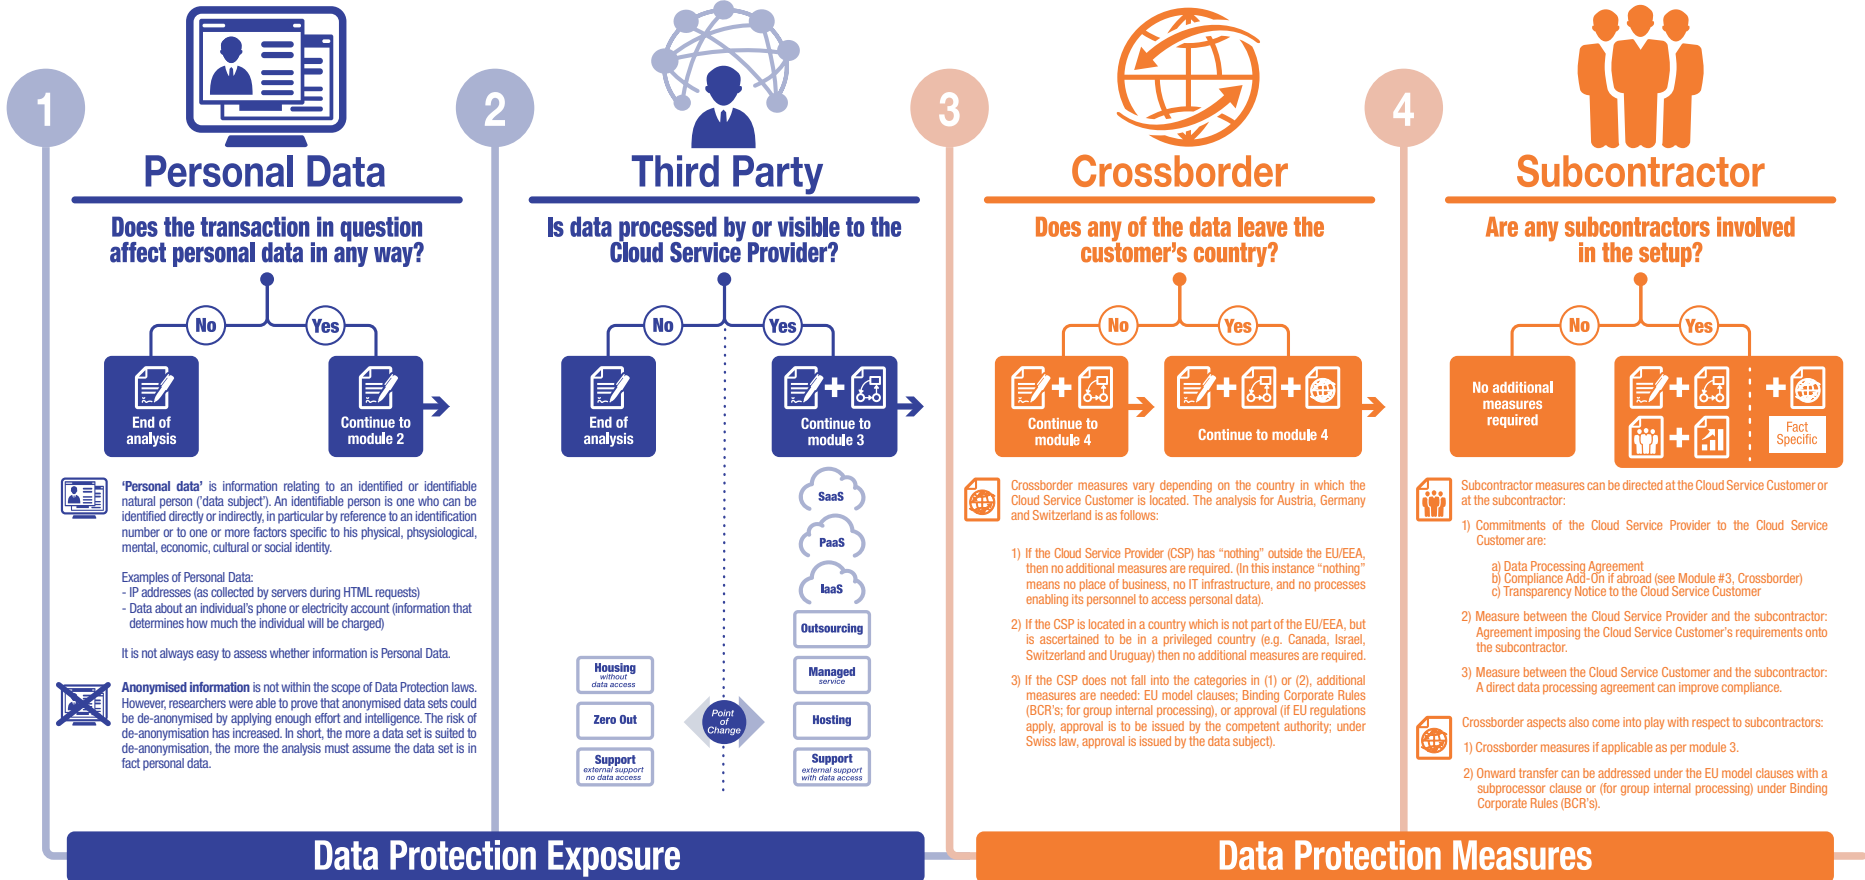 1
Personal Data
Does the transaction in question
affect personal data in any way?
No
Yes
End of
analysis
Continue to
module 2
'Personal data' is information relating to an identified or identifiable
natural person ('data subject'). An identifiable person is one who can be
identified directly or indirectly, in particular by reference to an identification
number or to one or more factors specific to his physical, physiological,
mental, economic, cultural or social identity.
Examples of Personal Data:
- IP addresses (as collected by servers during HTML requests)
- Data about an individual's phone or electricity account (information that
determines how much the individual will be charged)
It is not always easy to assess whether information is Personal Data.
Anonymised information is not within the scope of Data Protection laws.
However, researchers were able to prove that anonymised data sets could
be de-anonymised by applying enough effort and intelligence. The risk of
de-anonymisation has increased. In short, the more a data set is suited to
de-anonymisation, the more the analysis must assume the data set is in
fact personal data.
2
Third Party
Is data processed by or visible to the
Cloud Service Provider?
No
Yes
End of
analysis
Continue to
module 3
SaaS
PaaS
IaaS
Outsourcing
Housing
without
data access
Managed
service
Zero Out
Point
of
Change
Hosting
Support
external support
no data access
Support
external support
with data access
Data Protection Exposure
3
Crossborder
Does any of the data leave the
customer's country?
No
Yes
Continue to
module 4
Continue to module 4
Crossborder measures vary depending on the country in which the
Cloud Service Customer is located. The analysis for Austria, Germany
and Switzerland is as follows:
1) If the Cloud Service Provider (CSP) has "nothing" outside the EU/EEA,
then no additional measures are required. (In this instance "nothing"
means no place of business, no IT infrastructure, and no processes
enabling its personnel to access personal data).
2) If the CSP is located in a country which is not part of the EU/EEA, but
is ascertained to be in a privileged country (e.g. Canada, Israel,
Switzerland and Uruguay) then no additional measures are required.
3) If the CSP does not fall into the categories in (1) or (2), additional
measures are needed: EU model clauses; Binding Corporate Rules
(BCR's; for group internal processing), or approval (if EU regulations
apply, approval is to be issued by the competent authority; under
Swiss law, approval is issued by the data subject).
4
Subcontractor
Are any subcontractors involved
in the setup?
No
Yes
No additional
measures
required
Fact
Specific
Subcontractor measures can be directed at the Cloud Service Customer or
at the subcontractor:
1) Commitments of the Cloud Service Provider to the Cloud Service
Customer are:
a) Data Processing Agreement
b) Compliance Add-On if abroad (see Module #3, Crossborder)
c) Transparency Notice to the Cloud Service Customer
2) Measure between the Cloud Service Provider and the subcontractor:
Agreement imposing the Cloud Service Customer's requirements onto
the subcontractor.
3) Measure between the Cloud Service Customer and the subcontractor:
A direct data processing agreement can improve compliance.
Crossborder aspects also come into play with respect to subcontractors:
1) Crossborder measures if applicable as per module 3.
2) Onward transfer can be addressed under the EU model clauses with a
subprocessor clause or (for group internal processing) under Binding
Corporate Rules (BCR's).
Data Protection Measures